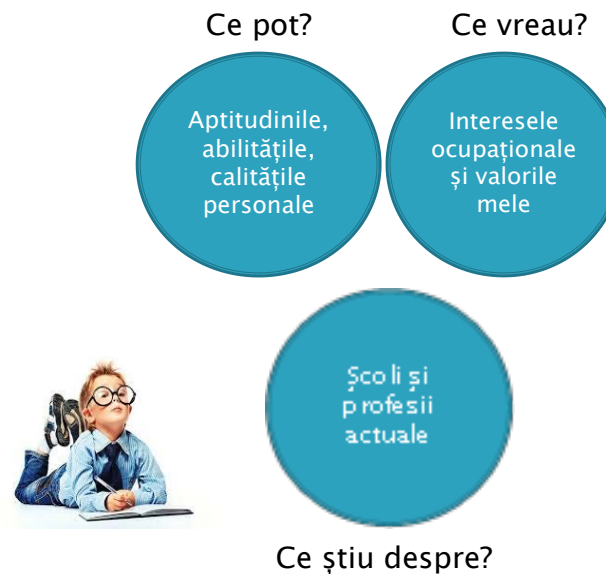 Ce pot?
Ce vreau?
Aptitudinile,
abilitățile,
calitățile
personale
Interesele
ocupaționale
și valorile
mele
Școli și
profesii
actuale
Ce știu despre?